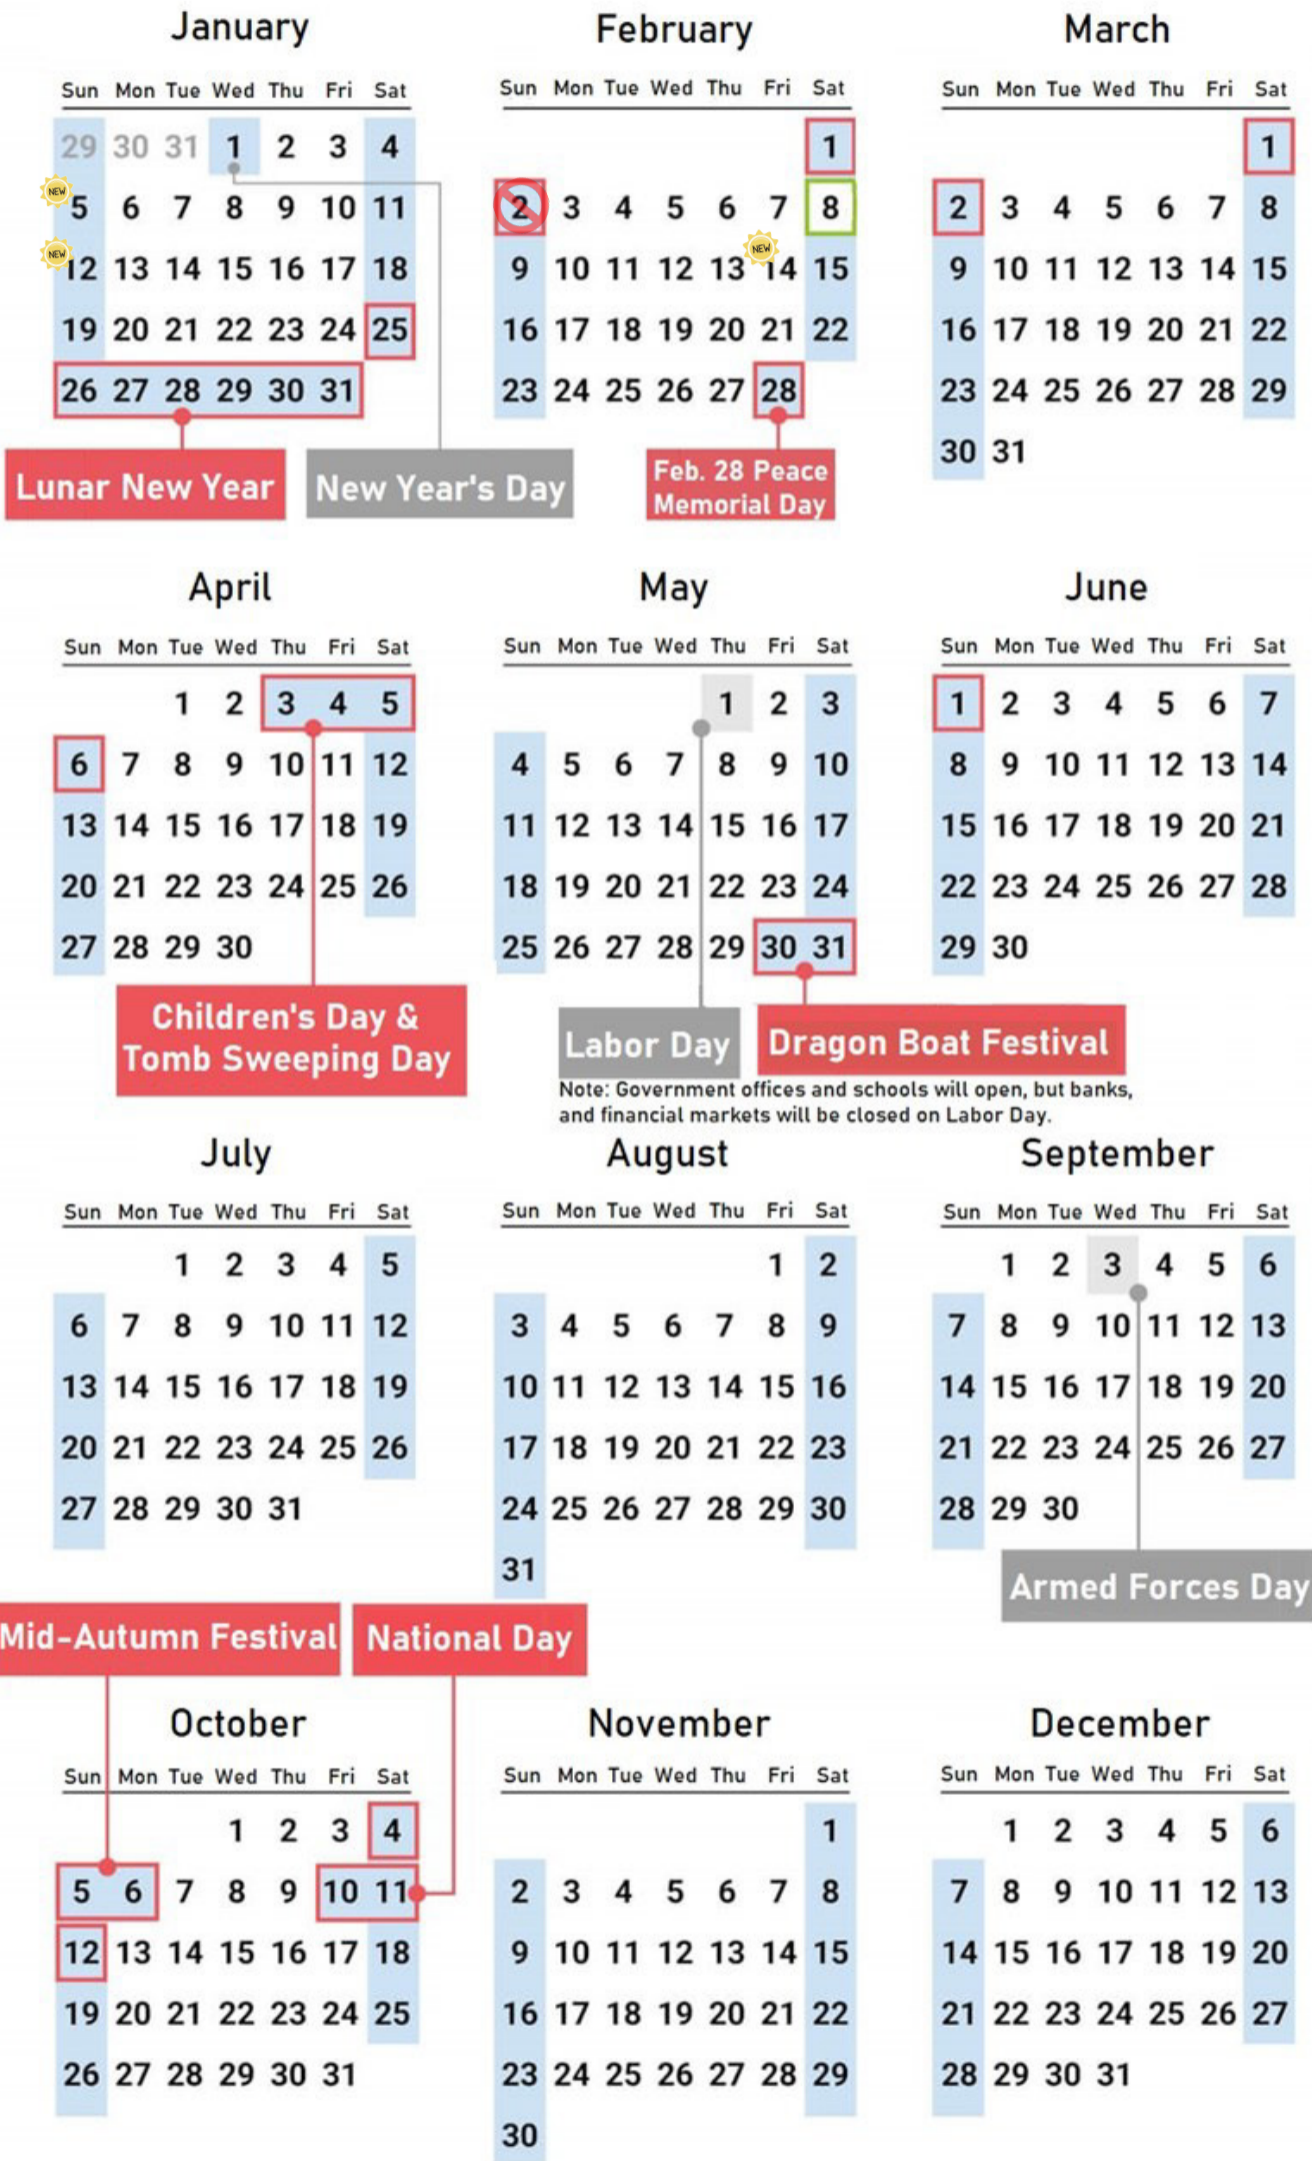 January
Sun Mon Tue Wed Thu Fri Sat
29 30 31 1 2 3 4
NEW
5 6 7 8 9 10 11
NEW
12 13 14 15 16 17 18
19 20 21 22 23 24 25
26 27 28 29 30 31
Lunar New Year
New Year's Day
February
Sun Mon Tue Wed Thu Fri Sat
1
2 3 4 5 6 7 8
NEW
9 10 11 12 13 14 15
16 17 18 19 20 21 22
23 24 25 26 27 28
Feb. 28 Peace
Memorial Day
March
Sun Mon Tue Wed Thu Fri Sat
1
2 3 4 5 6 7 8
9 10 11 12 13 14 15
16 17 18 19 20 21 22
23 24 25 26 27 28 29
30 31
April
Sun Mon Tue Wed Thu Fri Sat
1 2 3 4 5
6 7 8 9 10 11 12
13 14 15 16 17 18 19
20 21 22 23 24 25 26
27 28 29 30
Children's Day &
Tomb Sweeping Day
May
Sun Mon Tue Wed Thu Fri Sat
1 2 3
4 5 6 7 8 9 10
11 12 13 14 15 16 17
18 19 20 21 22 23 24
25 26 27 28 29 30 31
Labor Day
Dragon Boat Festival
Note: Government offices and schools will open, but banks,
and financial markets will be closed on Labor Day.
June
Sun Mon Tue Wed Thu Fri Sat
1 2 3 4 5 6 7
8 9 10 11 12 13 14
15 16 17 18 19 20 21
22 23 24 25 26 27 28
29 30
July
Sun Mon Tue Wed Thu Fri Sat
1 2 3 4 5
6 7 8 9 10 11 12
13 14 15 16 17 18 19
20 21 22 23 24 25 26
27 28 29 30 31
August
Sun Mon Tue Wed Thu Fri Sat
1 2
3 4 5 6 7 8 9
10 11 12 13 14 15 16
17 18 19 20 21 22 23
24 25 26 27 28 29 30
31
September
Sun Mon Tue Wed Thu Fri Sat
1 2 3 4 5 6
7 8 9 10 11 12 13
14 15 16 17 18 19 20
21 22 23 24 25 26 27
28 29 30
Armed Forces Day
Mid-Autumn Festival
National Day
October
Sun Mon Tue Wed Thu Fri Sat
1 2 3 4
5 6 7 8 9 10 11
12 13 14 15 16 17 18
19 20 21 22 23 24 25
26 27 28 29 30 31
November
Sun Mon Tue Wed Thu Fri Sat
1
2 3 4 5 6 7 8
9 10 11 12 13 14 15
16 17 18 19 20 21 22
23 24 25 26 27 28 29
30
December
Sun Mon Tue Wed Thu Fri Sat
1 2 3 4 5 6
7 8 9 10 11 12 13
14 15 16 17 18 19 20
21 22 23 24 25 26 27
28 29 30 31